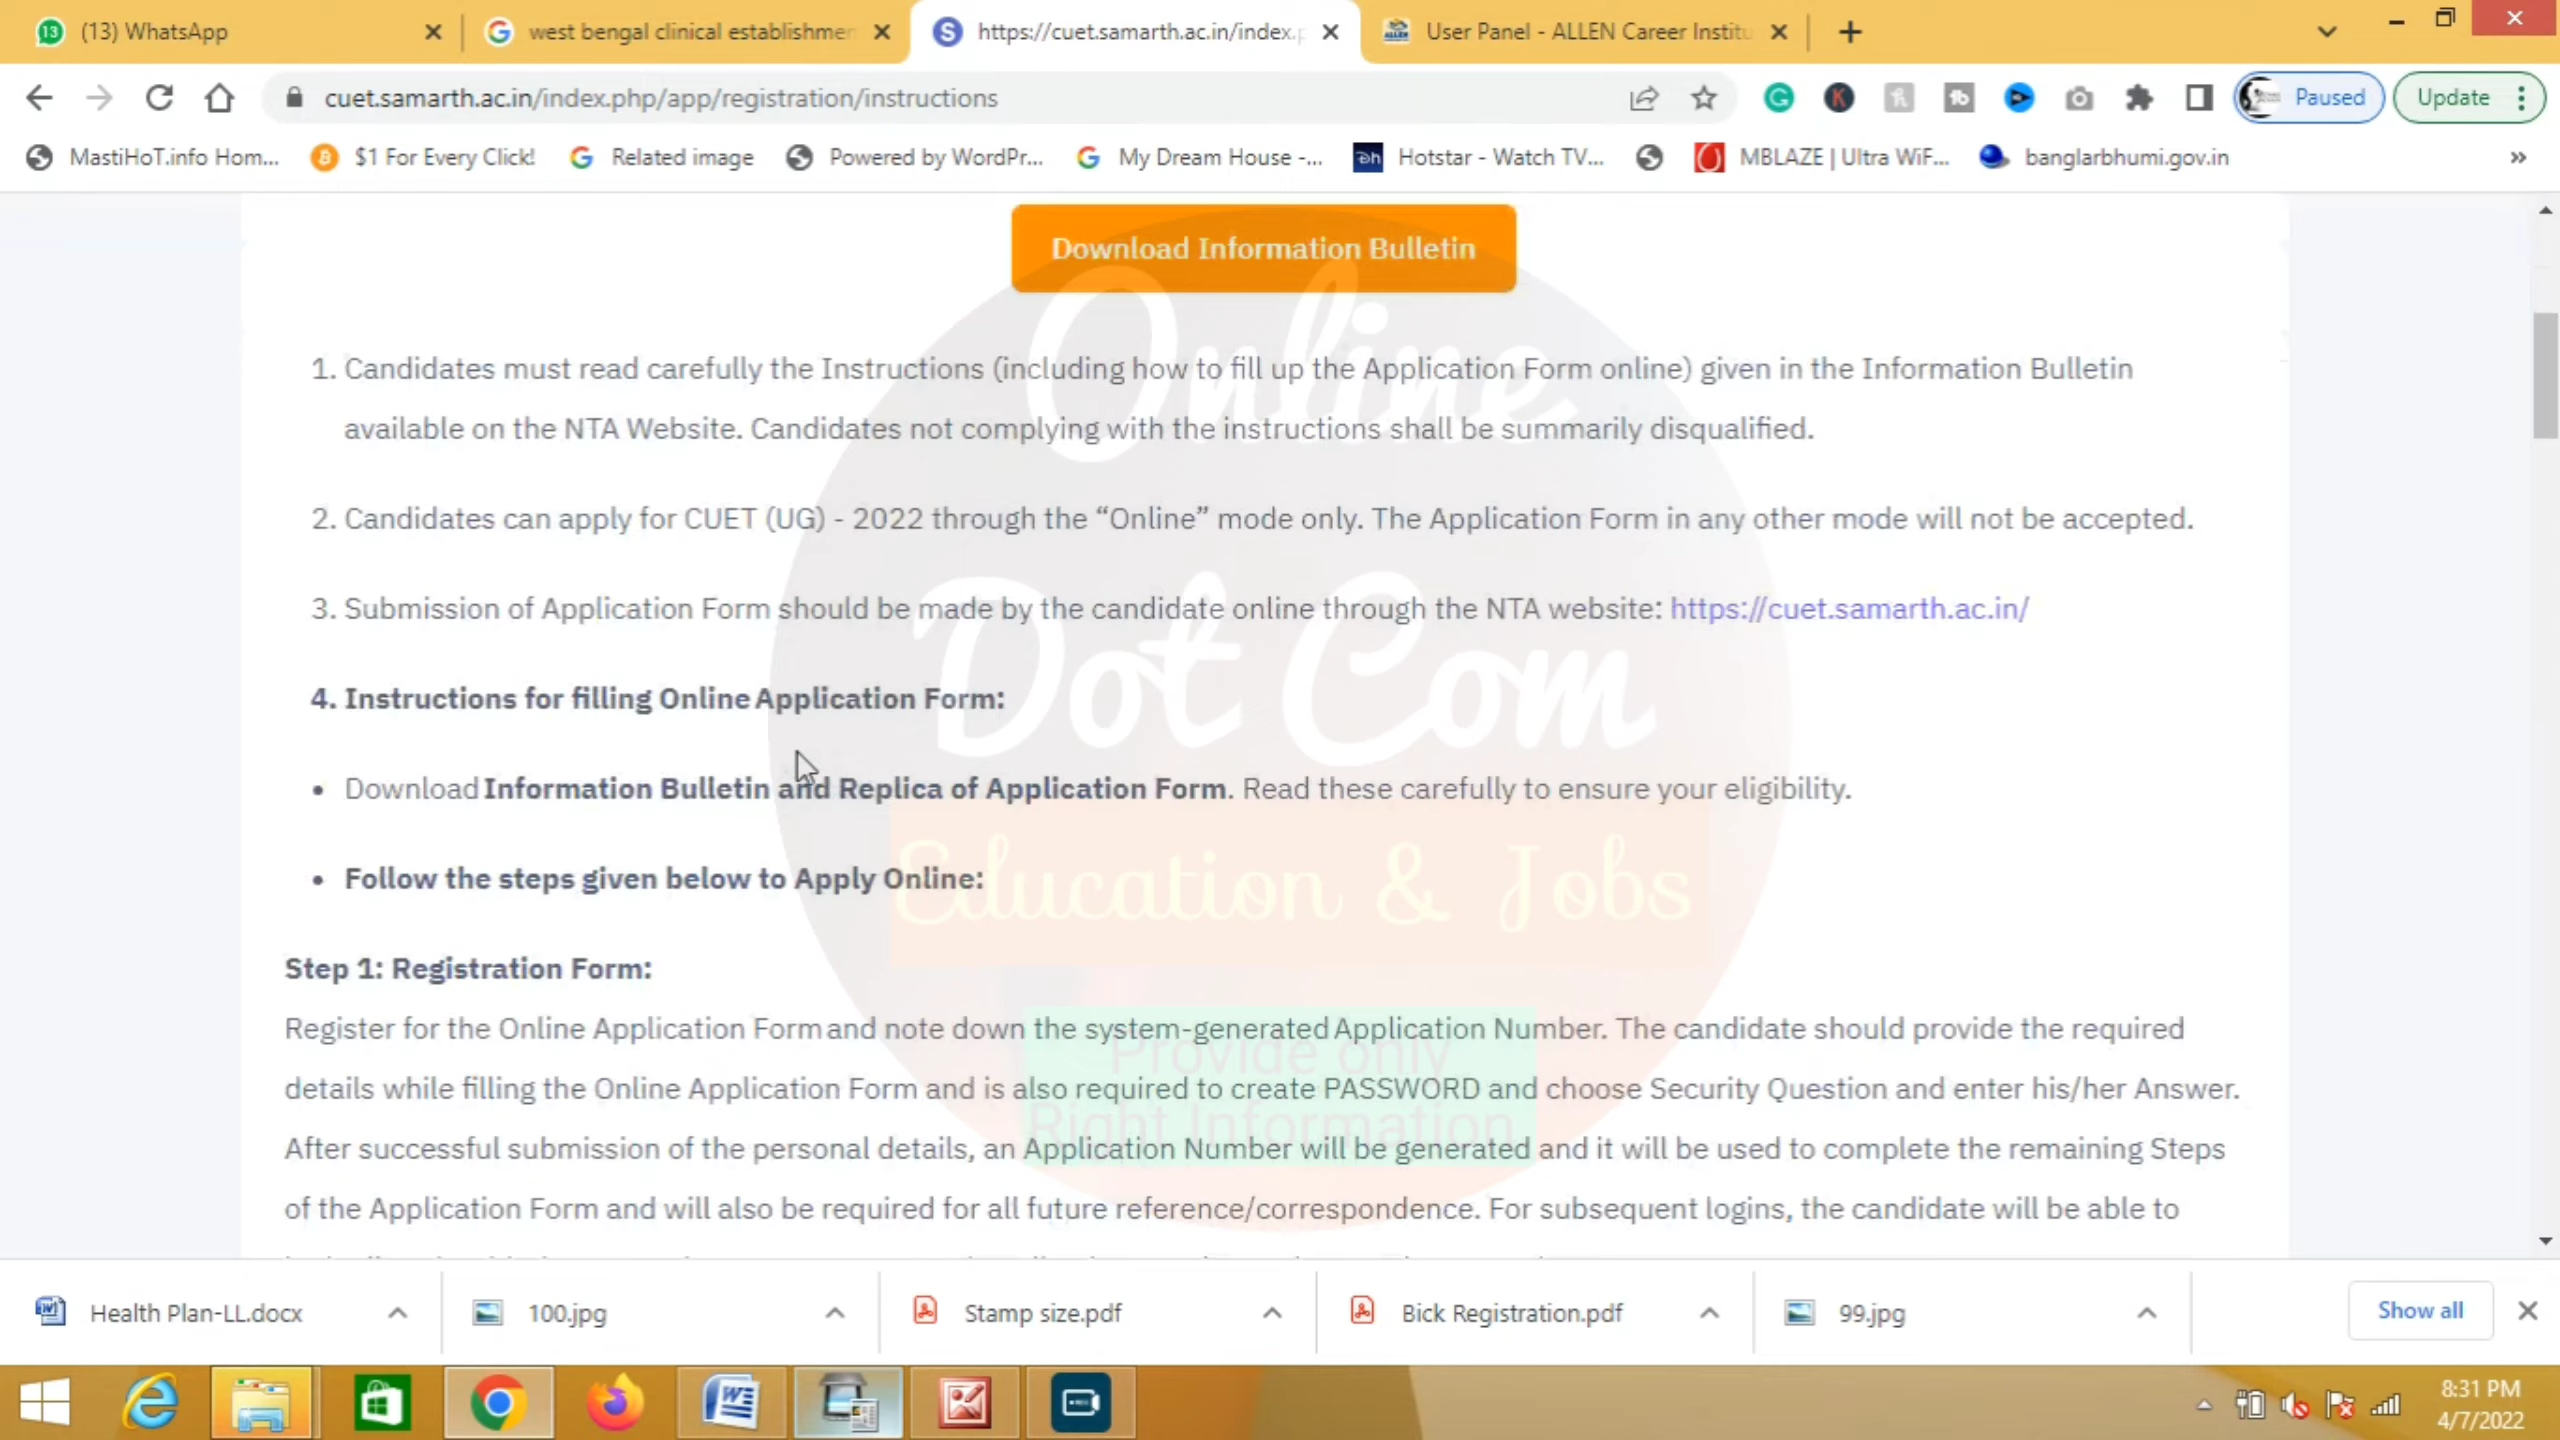 (13) WhatsApp
west bengal clinical establishmen
https://cuet.samarth.ac.in/index.p
User Panel - ALLEN Career Institu
cuet.samarth.ac.in/index.php/app/registration/instructions
Paused
Update
MastiHoT.info Hom...
$1 For Every Click!
Related image
Powered by WordPr...
My Dream House -...
Hotstar - Watch TV...
MBLAZE | Ultra WiF...
banglarbhumi.gov.in
Download Information Bulletin
1. Candidates must read carefully the Instructions (including how to fill up the Application Form online) given in the Information Bulletin
available on the NTA Website. Candidates not complying with the instructions shall be summarily disqualified.
2. Candidates can apply for CUET (UG) - 2022 through the “Online” mode only. The Application Form in any other mode will not be accepted.
3. Submission of Application Form should be made by the candidate online through the NTA website: https://cuet.samarth.ac.in/
4. Instructions for filling Online Application Form:
• Download Information Bulletin and Replica of Application Form. Read these carefully to ensure your eligibility.
• Follow the steps given below to Apply Online:
Step 1: Registration Form:
Register for the Online Application Form and note down the system-generated Application Number. The candidate should provide the required
details while filling the Online Application Form and is also required to create PASSWORD and choose Security Question and enter his/her Answer.
After successful submission of the personal details, an Application Number will be generated and it will be used to complete the remaining Steps
of the Application Form and will also be required for all future reference/correspondence. For subsequent logins, the candidate will be able to
Online
Dot Com
Education & Jobs
Provide only
Right Information
Health Plan-LL.docx
100.jpg
Stamp size.pdf
Bick Registration.pdf
99.jpg
Show all
8:31 PM
4/7/2022